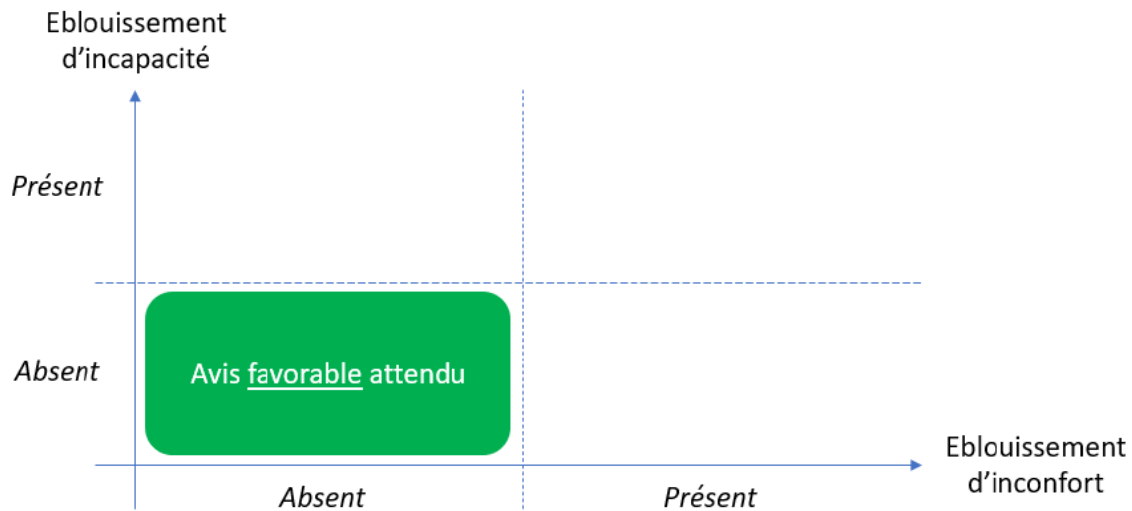 Eblouissement
d’incapacité
Présent
Absent
Avis favorable attendu
Eblouissement
d’inconfort
Absent
Présent